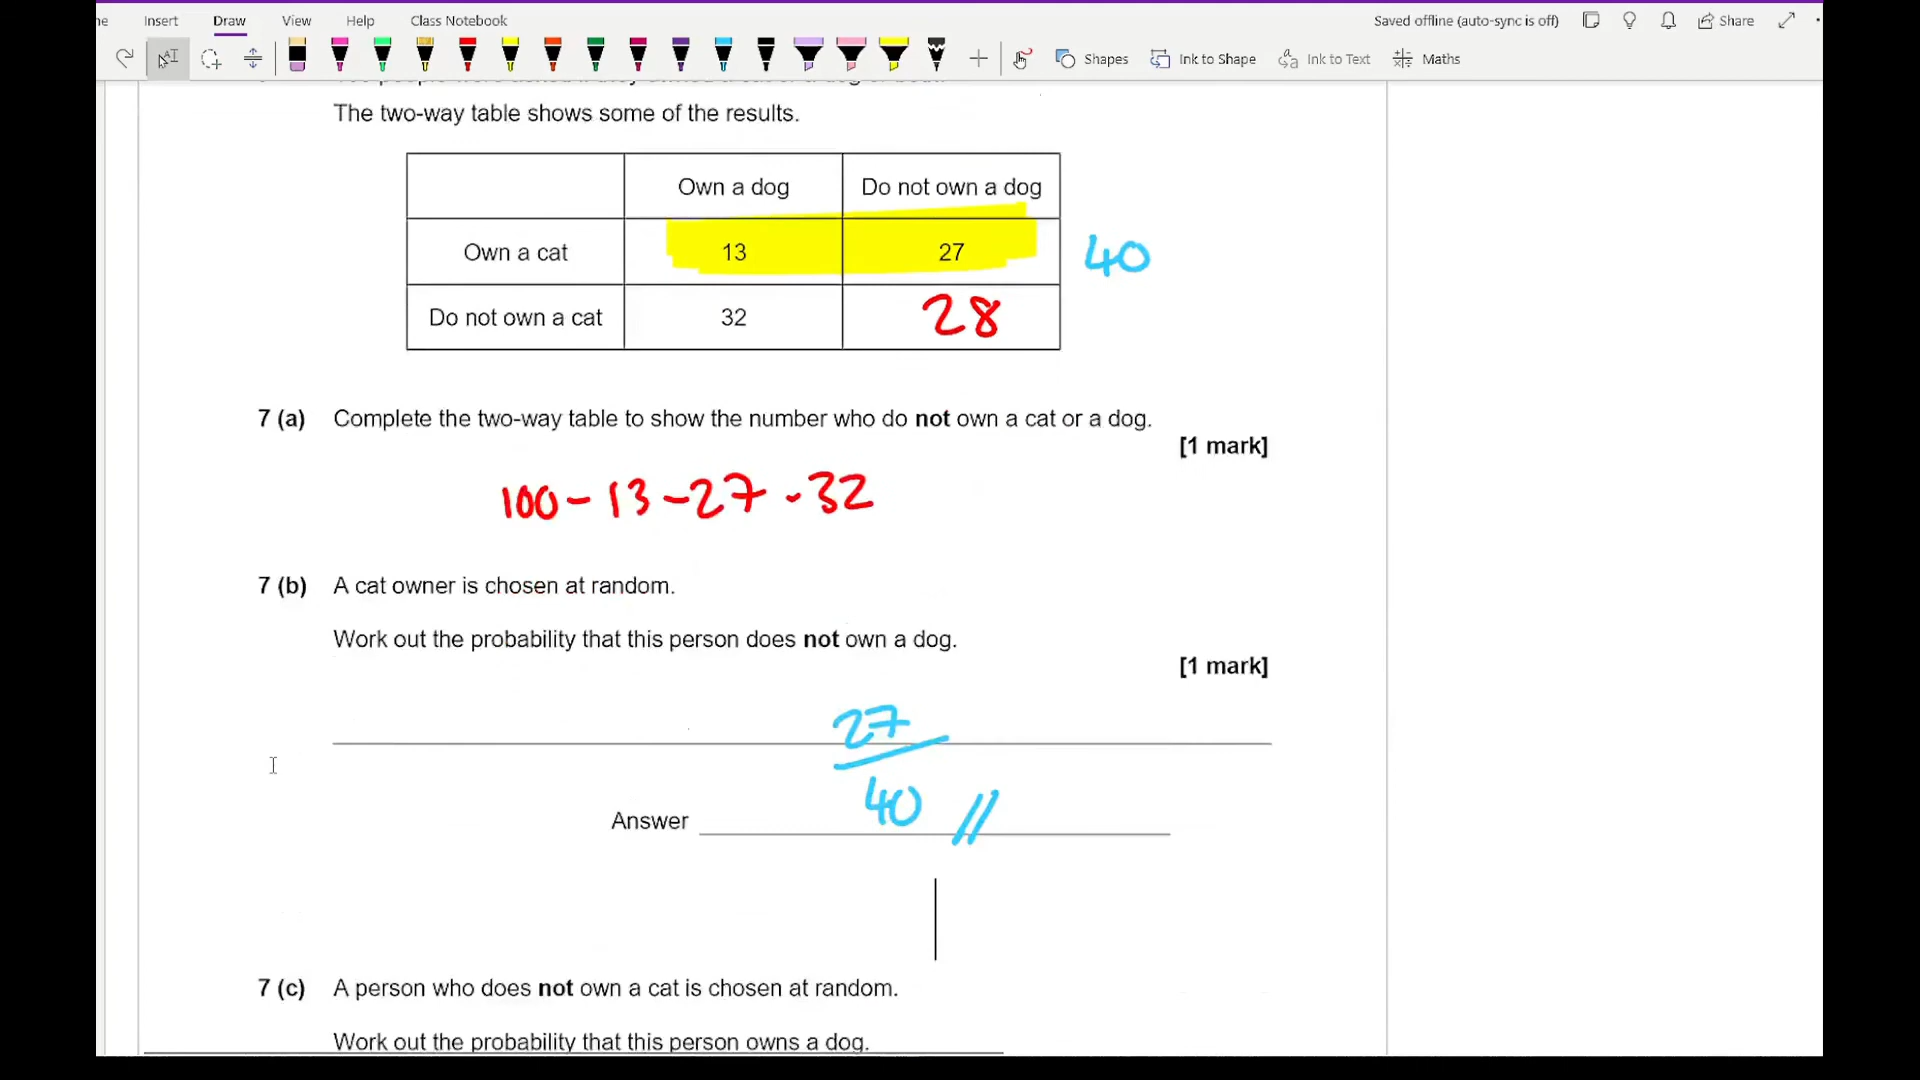 Insert Draw View Help Class Notebook Saved offline (auto-sync is off) Share
Shapes Ink to Shape Ink to Text Maths
The two-way table shows some of the results.
Own a dog Do not own a dog
Own a cat 13 27 40
Do not own a cat 32 28
7 (a) Complete the two-way table to show the number who do not own a cat or a dog.
[1 mark]
100 - 13 - 27 - 32
7 (b) A cat owner is chosen at random.
Work out the probability that this person does not own a dog.
[1 mark]
27
40
Answer
7 (c) A person who does not own a cat is chosen at random.
Work out the probability that this person owns a dog.